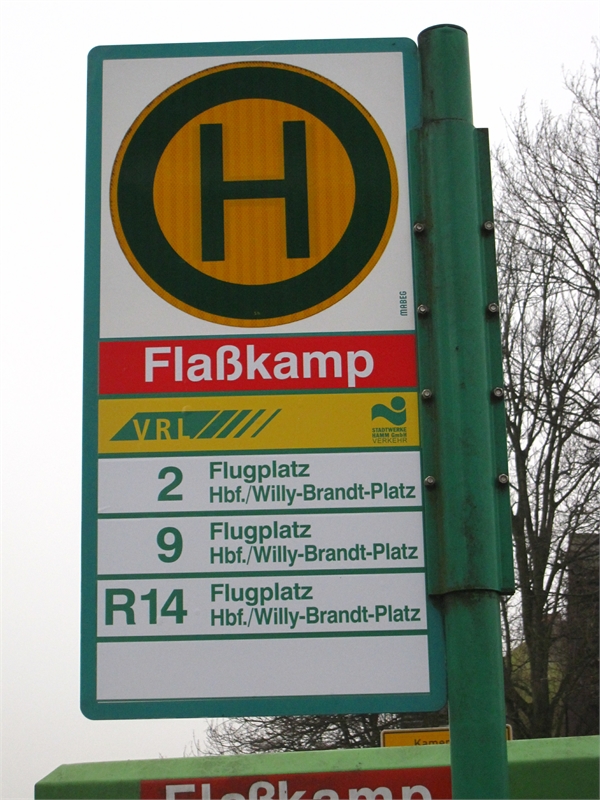 H
MABEG
Flaßkamp
VRL
STADTWERKE
HAMM GmbH
VERKEHR
2 Flugplatz
Hbf./Willy-Brandt-Platz
9 Flugplatz
Hbf./Willy-Brandt-Platz
R14 Flugplatz
Hbf./Willy-Brandt-Platz
Flaßkamp